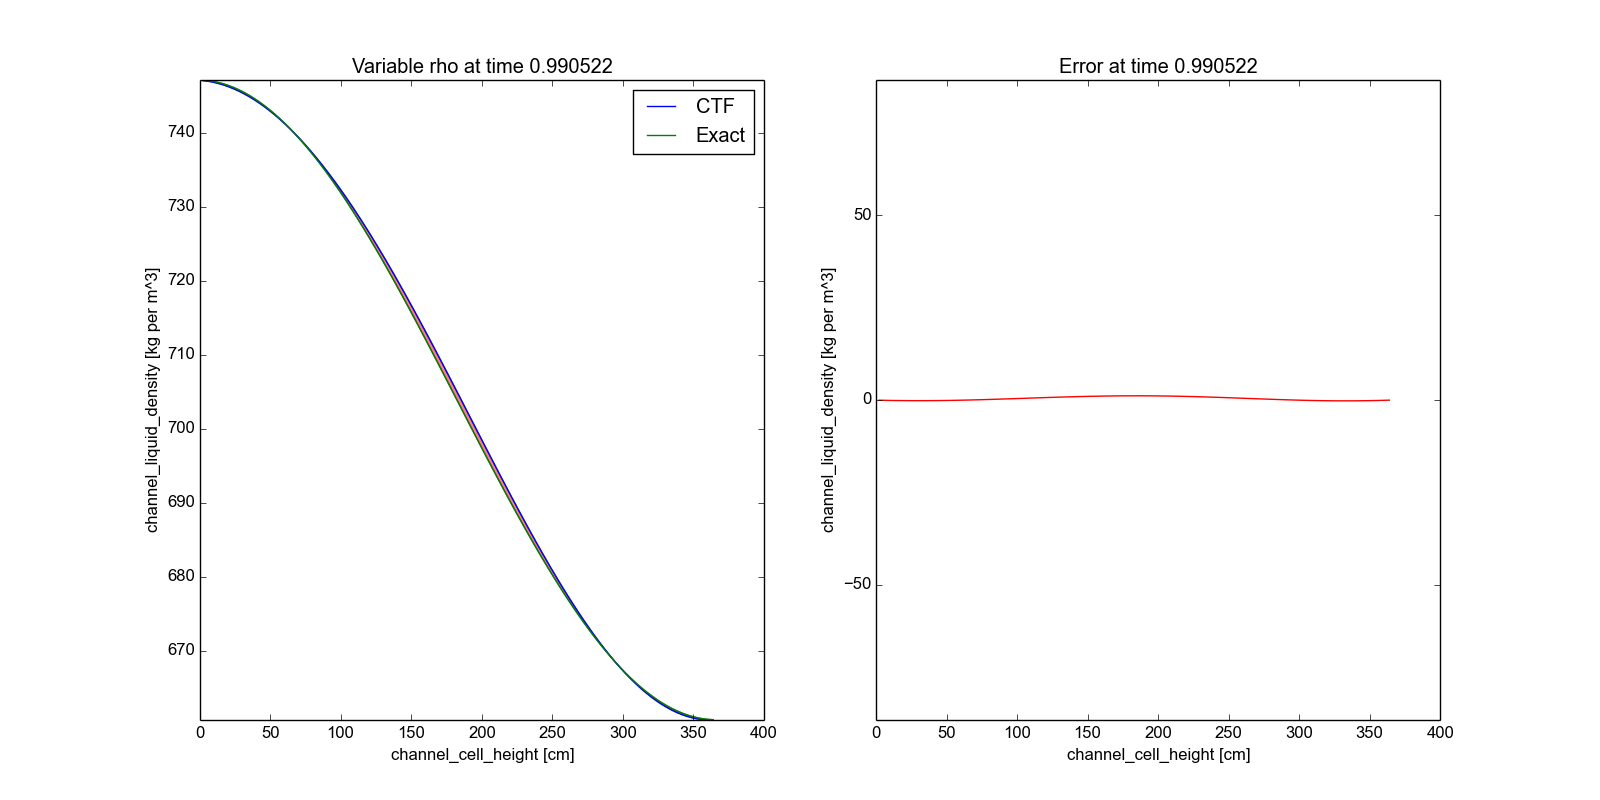 Variable rho at time 0.990522
CTF
Exact
740
730
720
710
700
690
680
670
channel_liquid_density [kg per m^3]
0 50 100 150 200 250 300 350 400
channel_cell_height [cm]
Error at time 0.990522
50
0
−50
channel_liquid_density [kg per m^3]
0 50 100 150 200 250 300 350 400
channel_cell_height [cm]